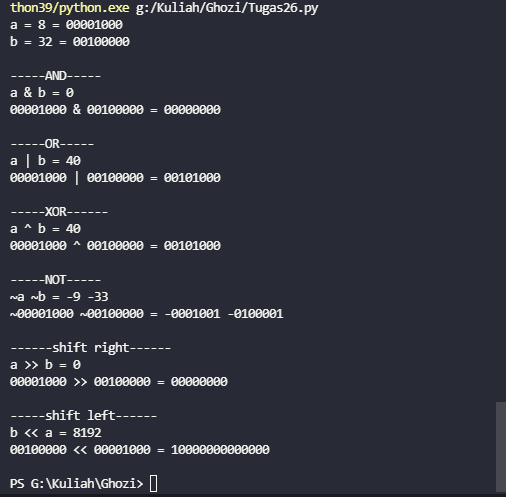 thon39/python.exe g:/Kuliah/Ghozi/Tugas26.py
a = 8 = 00001000
b = 32 = 00100000
-----AND-----
a & b = 0
00001000 & 00100000 = 00000000
-----OR-----
a | b = 40
00001000 | 00100000 = 00101000
-----XOR------
a ^ b = 40
00001000 ^ 00100000 = 00101000
-----NOT-----
~a ~b = -9 -33
~00001000 ~00100000 = -0001001 -0100001
------shift right------
a >> b = 0
00001000 >> 00100000 = 00000000
-----shift left------
b << a = 8192
00100000 << 00001000 = 10000000000000
PS G:\Kuliah\Ghozi>